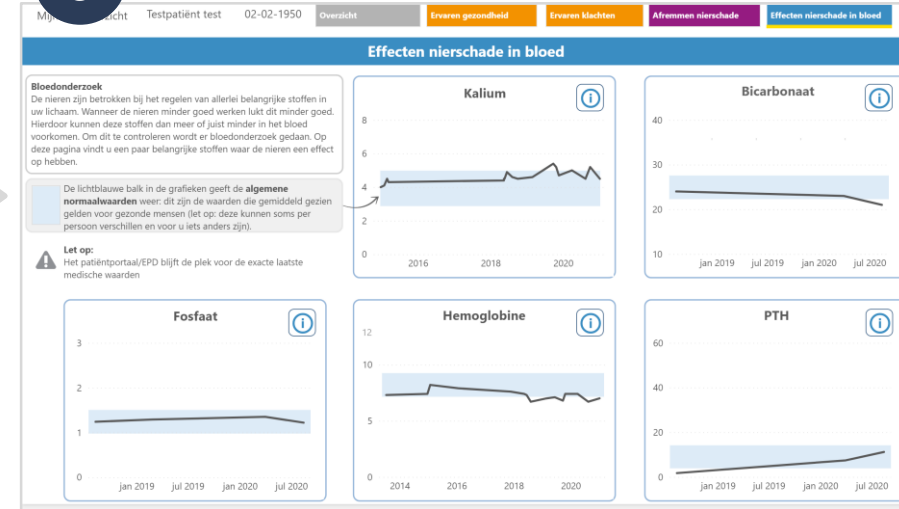 Testpatiënt test 02-02-1950 Overzicht Ervaren gezondheid Ervaren klachten Afremmen nierschade Effecten nierschade in bloed
Effecten nierschade in bloed
Bloedonderzoek
De nieren zijn betrokken bij het regelen van allerlei belangrijke stoffen in
uw lichaam. Wanneer de nieren minder goed werken lukt dit minder goed.
Hierdoor kunnen deze stoffen dan meer of juist minder in het bloed
voorkomen. Om dit te controleren wordt er bloedonderzoek gedaan. Op
deze pagina vindt u een paar belangrijke stoffen waar de nieren een effect
op hebben.
De lichtblauwe balk in de grafieken geeft de algemene
normaalwaarden weer: dit zijn de waarden die gemiddeld gezien
gelden voor gezonde mensen (let op: deze kunnen soms per
persoon verschillen en voor u iets anders zijn).
Let op:
Het patiëntportaal/EPD blijft de plek voor de exacte laatste
medische waarden
Kalium
8
6
4
2
0
2016 2018 2020
Bicarbonaat
40
30
20
10
jan 2019 jul 2019 jan 2020 jul 2020
Fosfaat
3
2
1
0
jan 2019 jul 2019 jan 2020 jul 2020
Hemoglobine
12
10
5
0
2014 2016 2018 2020
PTH
60
40
20
0
jan 2019 jul 2019 jan 2020 jul 2020